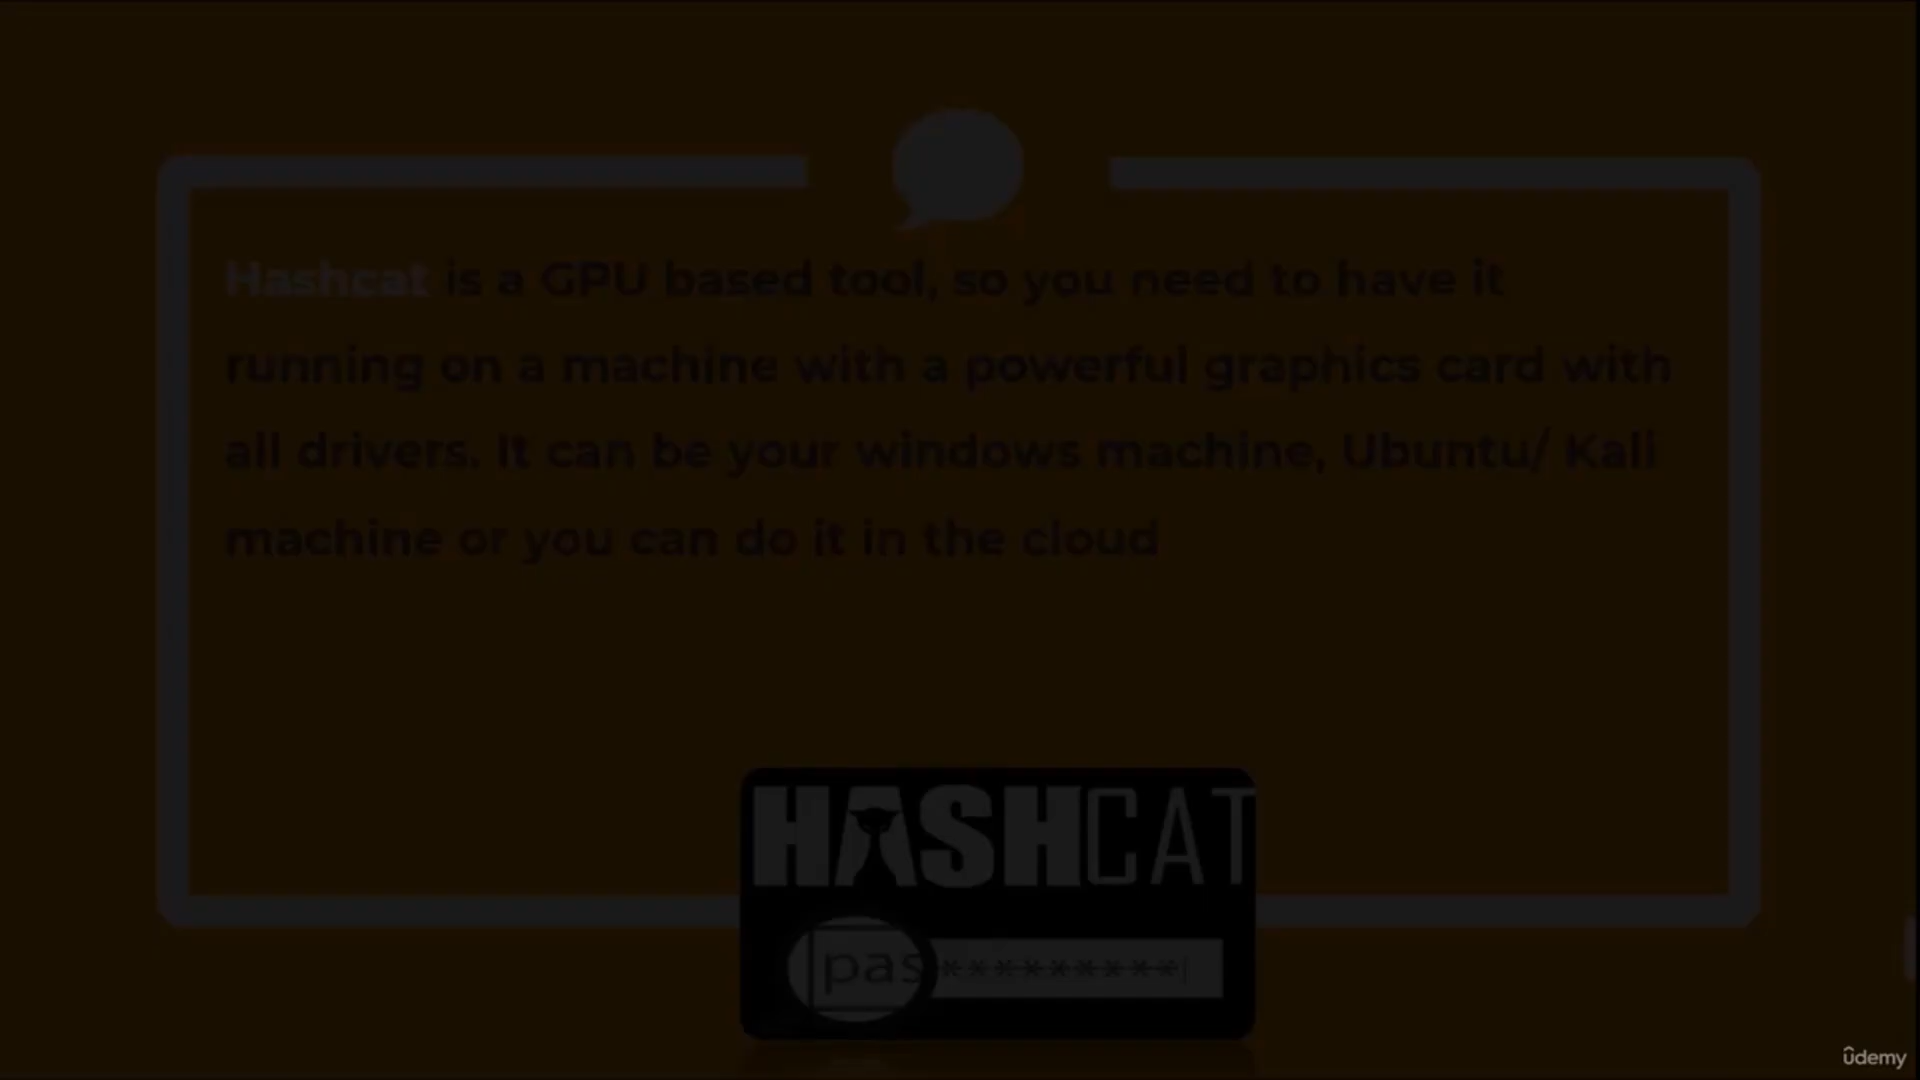 Hashcat is a GPU based tool, so you need to have it
running on a machine with a powerful graphics card with
all drivers. It can be your windows machine, Ubuntu/ Kali
machine or you can do it in the cloud
HASHCAT
pas*********|
ûdemy